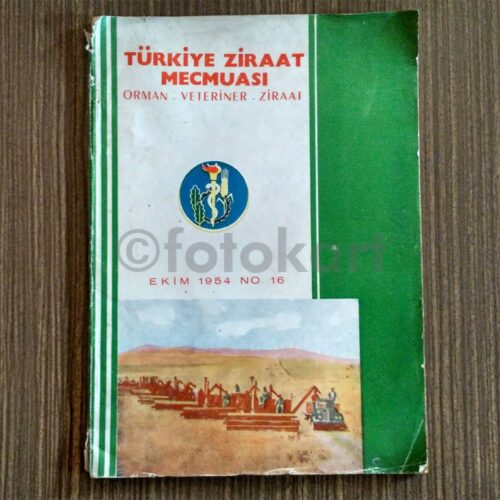 TÜRKİYE ZİRAAT
MECMUASI
ORMAN - VETERİNER - ZİRAAT
©fotokart
EKİM 1954 NO 16